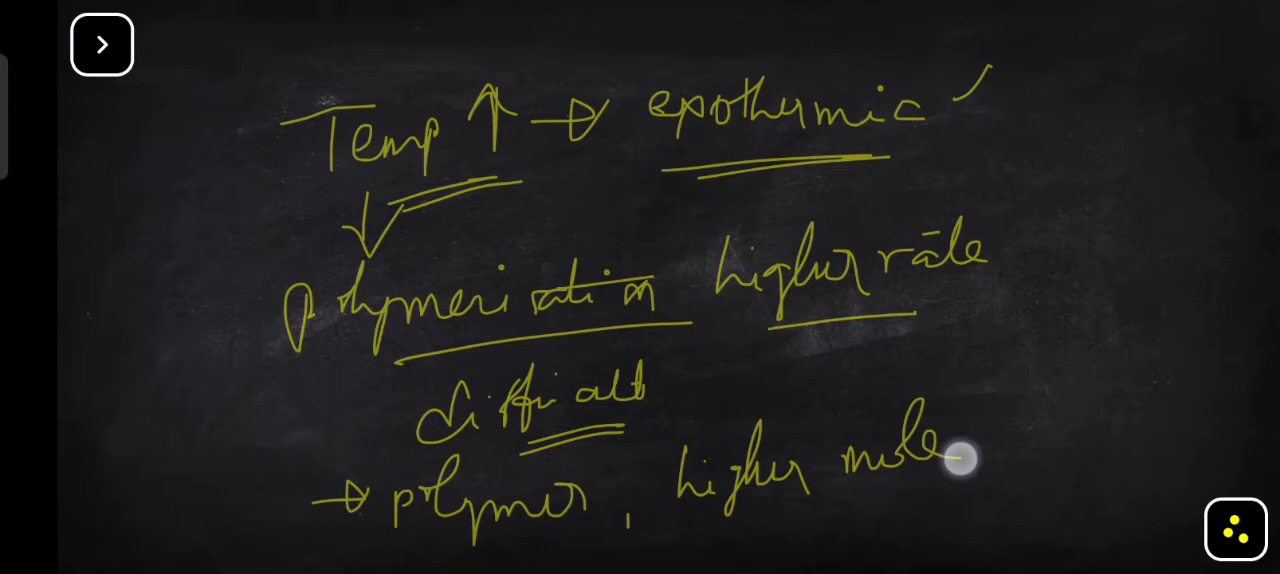 Temp ↑ → exothermic
polymerisation higher rate
difficult
→ polymer, higher mole